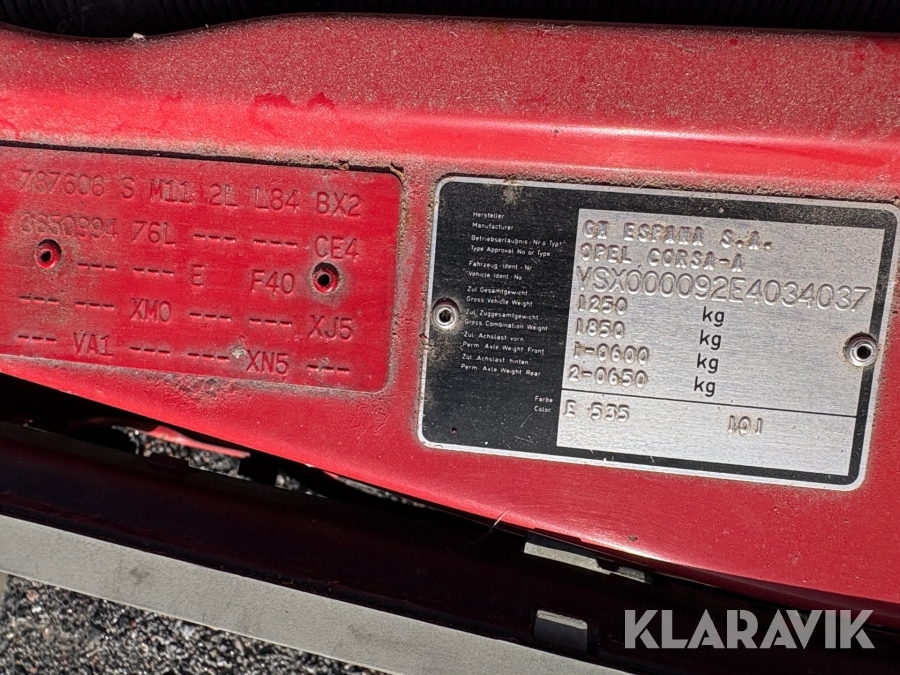 787608 S M11 2L L84 BX2
76L --- --- CE4
--- --- E F40
--- --- XM0 --- --- XJ5
--- VA1 --- --- XN5 ---
Hersteller
Manufacturer
GM ESPANA S.A.
Betriebserlaubnis-Nr o Typ
Type Approval No or Type
OPEL CORSA-A
Fahrzeug-Ident-Nr
Vehicle Ident-No
VSX000092E4034037
Zul Gesamtgewicht
Gross Vehicle Weight
1250 kg
Zul Zuggesamtgewicht
Gross Combination Weight
1850 kg
Zul. Achslast vorn
Perm. Axle Weight Front
1-0600 kg
Zul. Achslast hinten
Perm. Axle Weight Rear
2-0650 kg
Farbe
Color
E 535 101
KLARAVIK